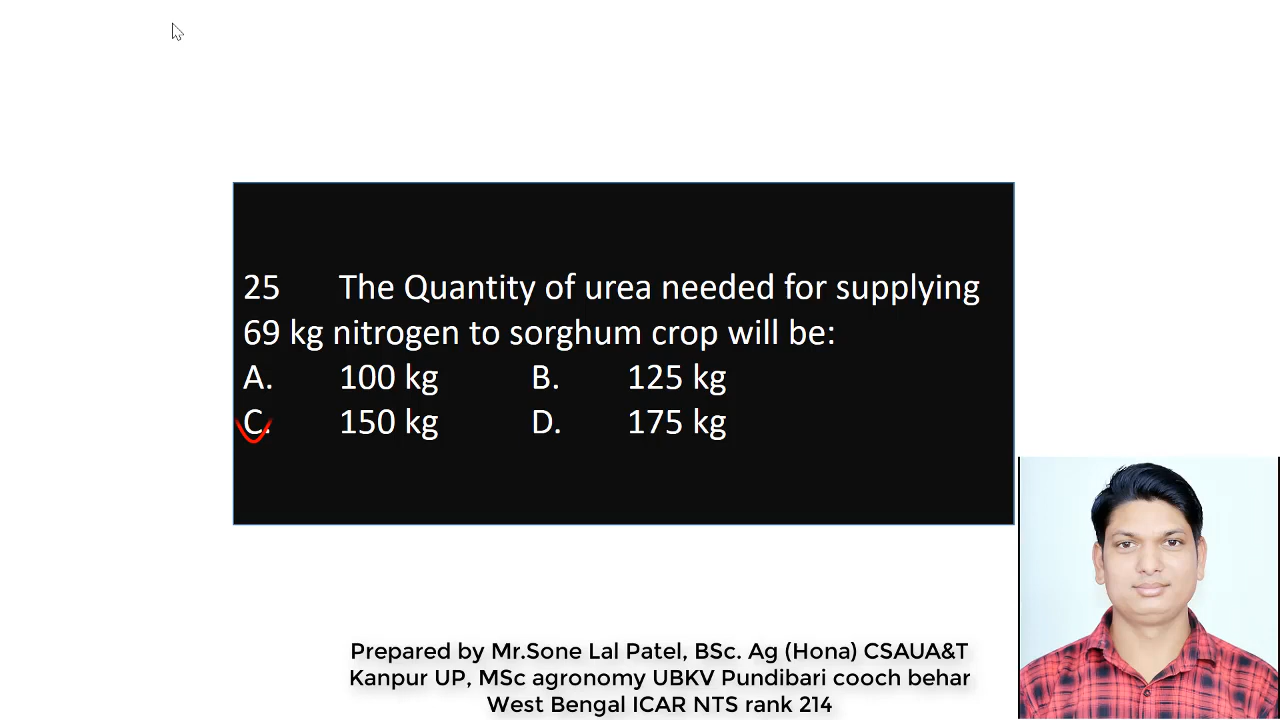 25 The Quantity of urea needed for supplying
69 kg nitrogen to sorghum crop will be:
A. 100 kg B. 125 kg
C. 150 kg D. 175 kg
Prepared by Mr.Sone Lal Patel, BSc. Ag (Hona) CSAUA&T
Kanpur UP, MSc agronomy UBKV Pundibari cooch behar
West Bengal ICAR NTS rank 214